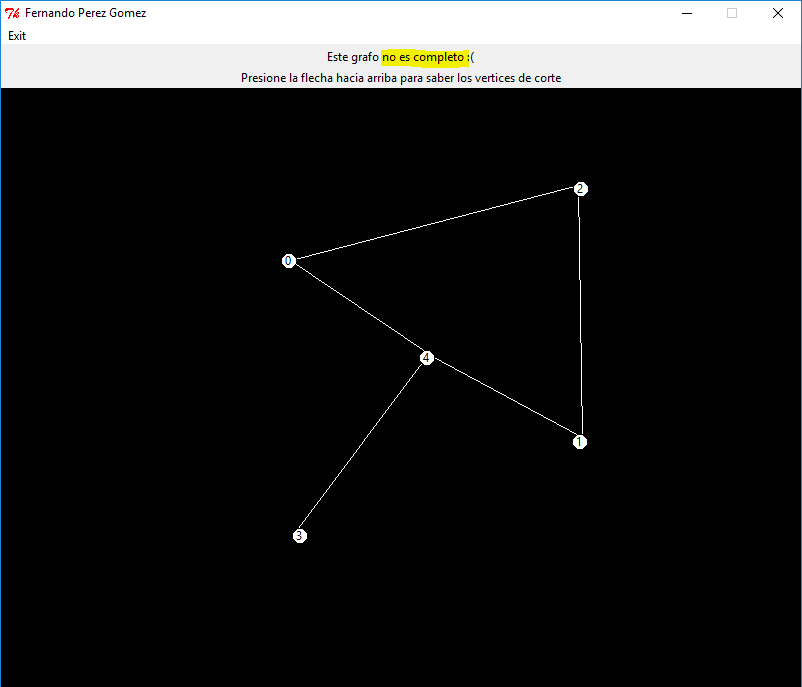 Fernando Perez Gomez
Exit
Este grafo no es completo :(
Presione la flecha hacia arriba para saber los vertices de corte
2
0
4
1
3